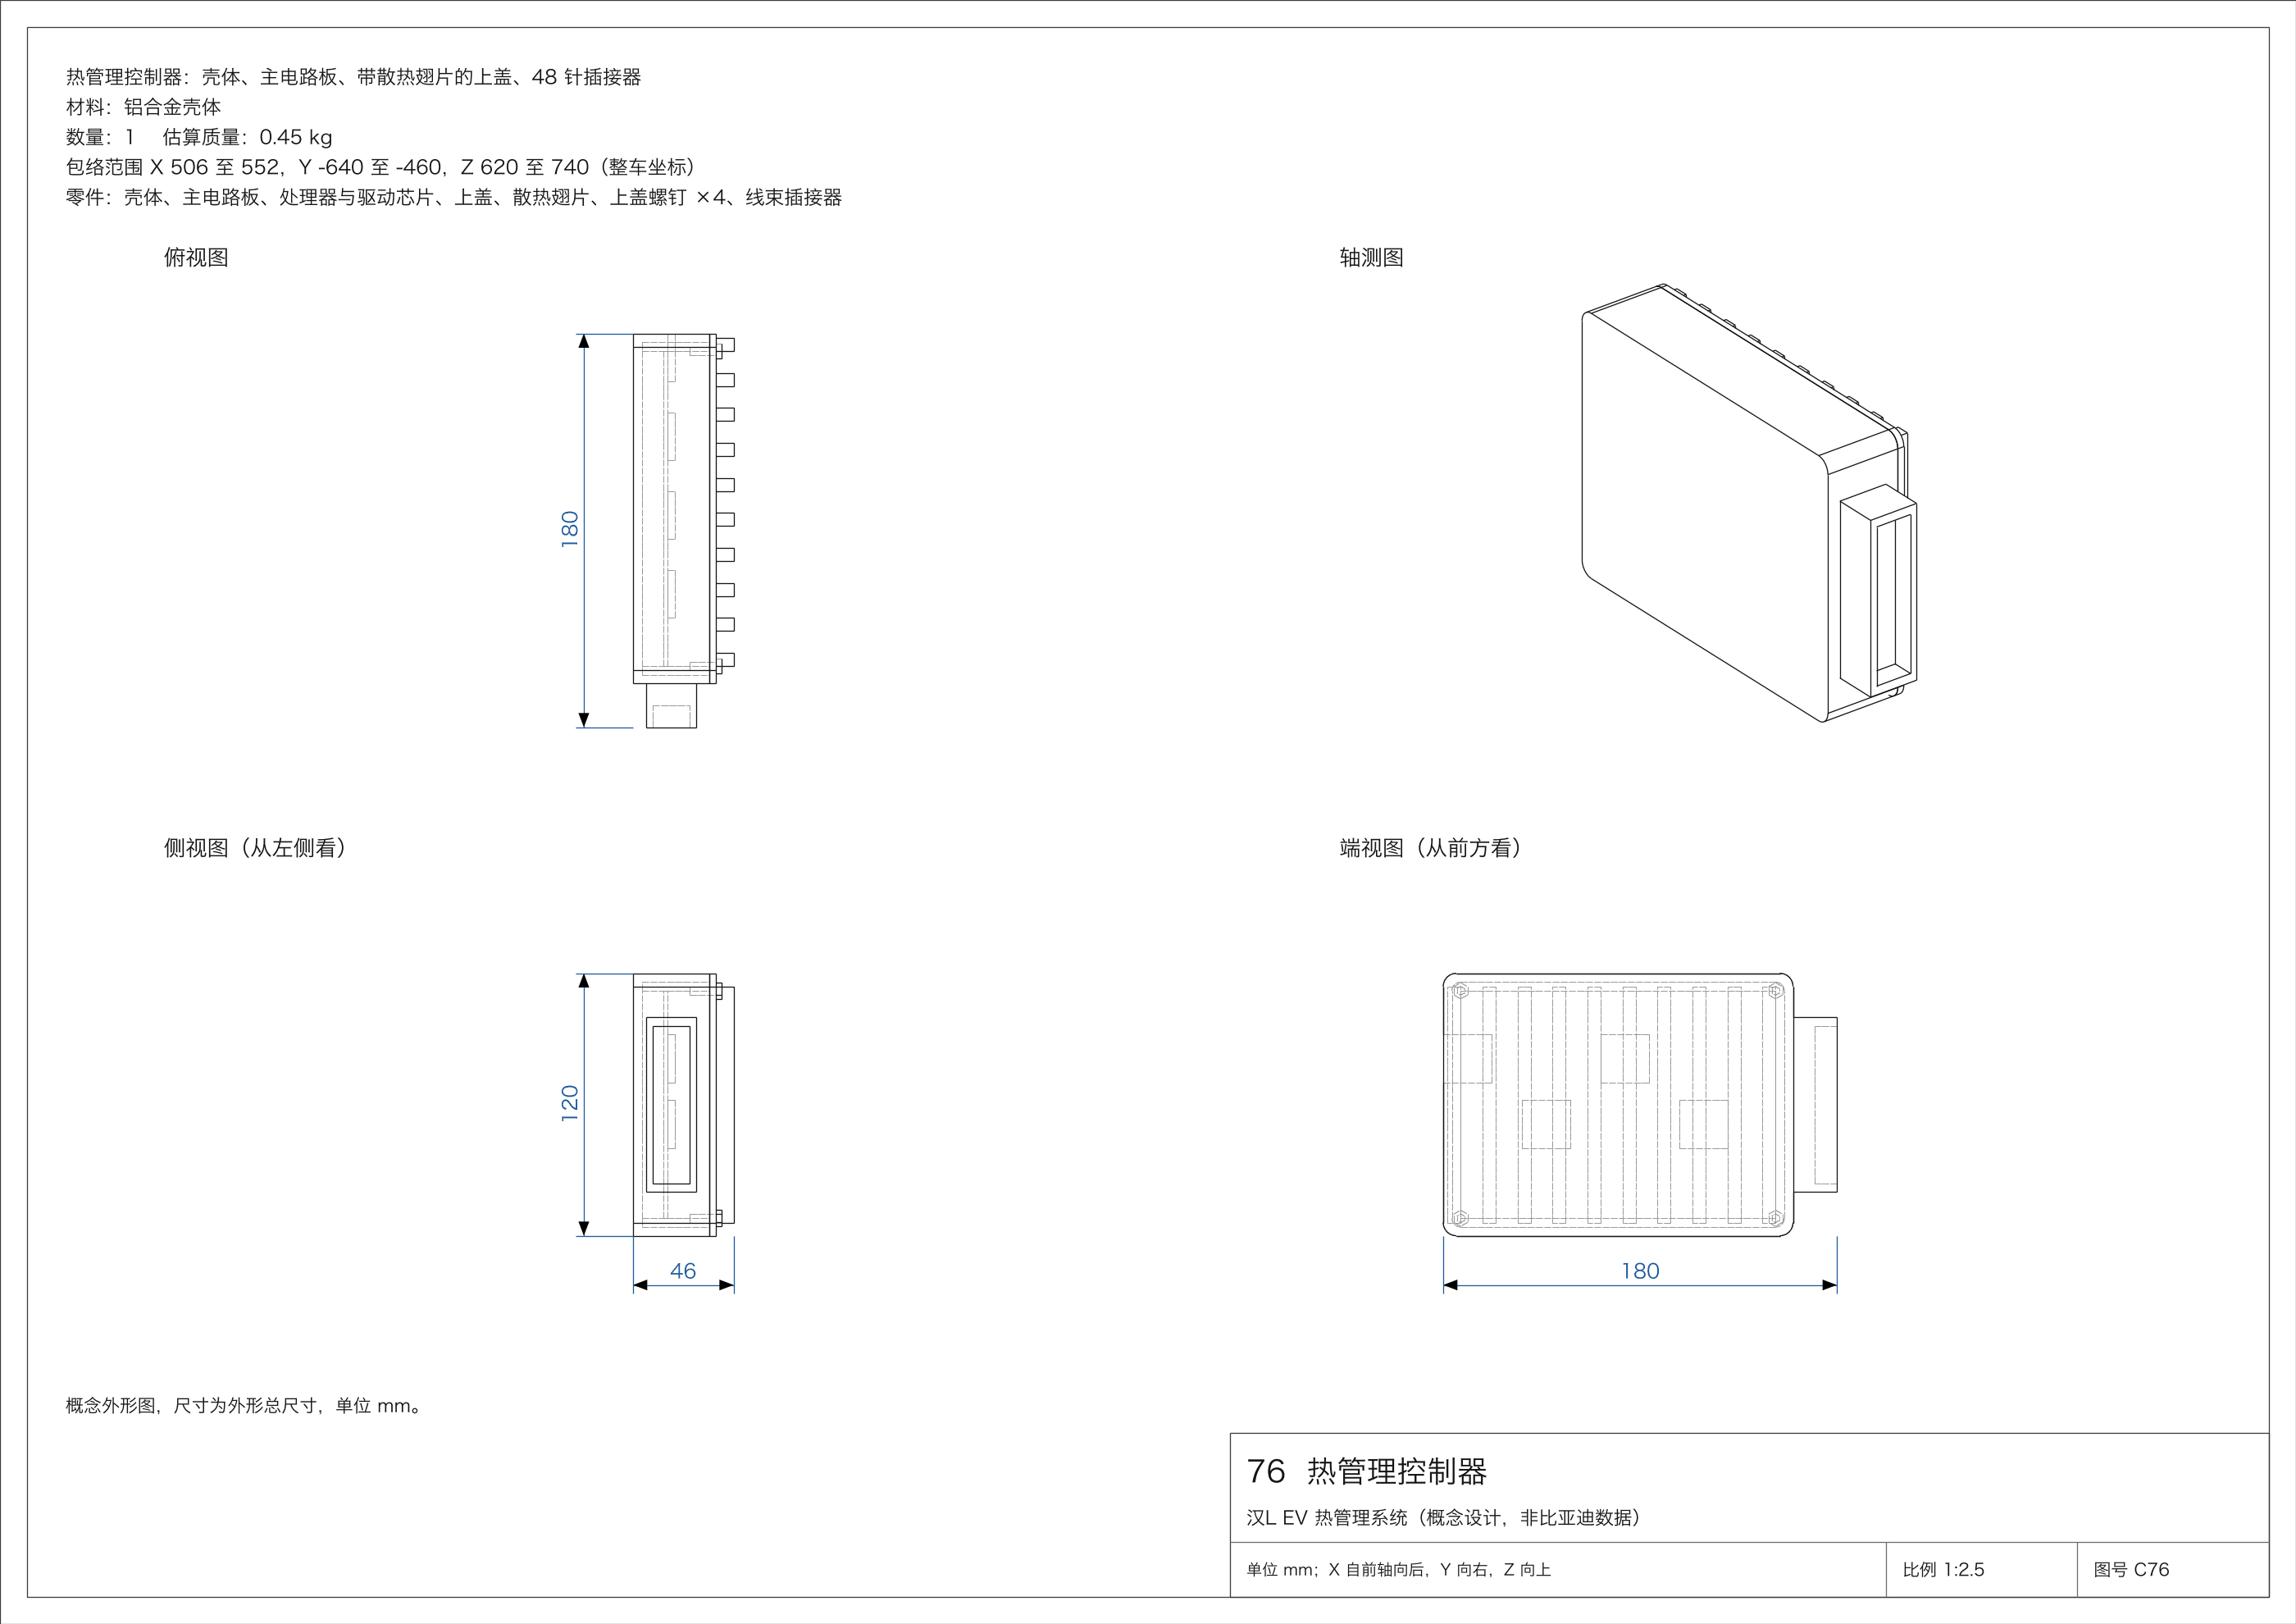 热管理控制器：壳体、主电路板、带散热翅片的上盖、48 针插接器
材料：铝合金壳体
数量：1 估算质量：0.45 kg
包络范围 X 506 至 552，Y -640 至 -460，Z 620 至 740（整车坐标）
零件：壳体、主电路板、处理器与驱动芯片、上盖、散热翅片、上盖螺钉 ×4、线束插接器
俯视图
轴测图
180
侧视图（从左侧看）
端视图（从前方看）
120
46
180
概念外形图，尺寸为外形总尺寸，单位 mm。
76 热管理控制器
汉L EV 热管理系统（概念设计，非比亚迪数据）
单位 mm；X 自前轴向后，Y 向右，Z 向上
比例 1:2.5
图号 C76